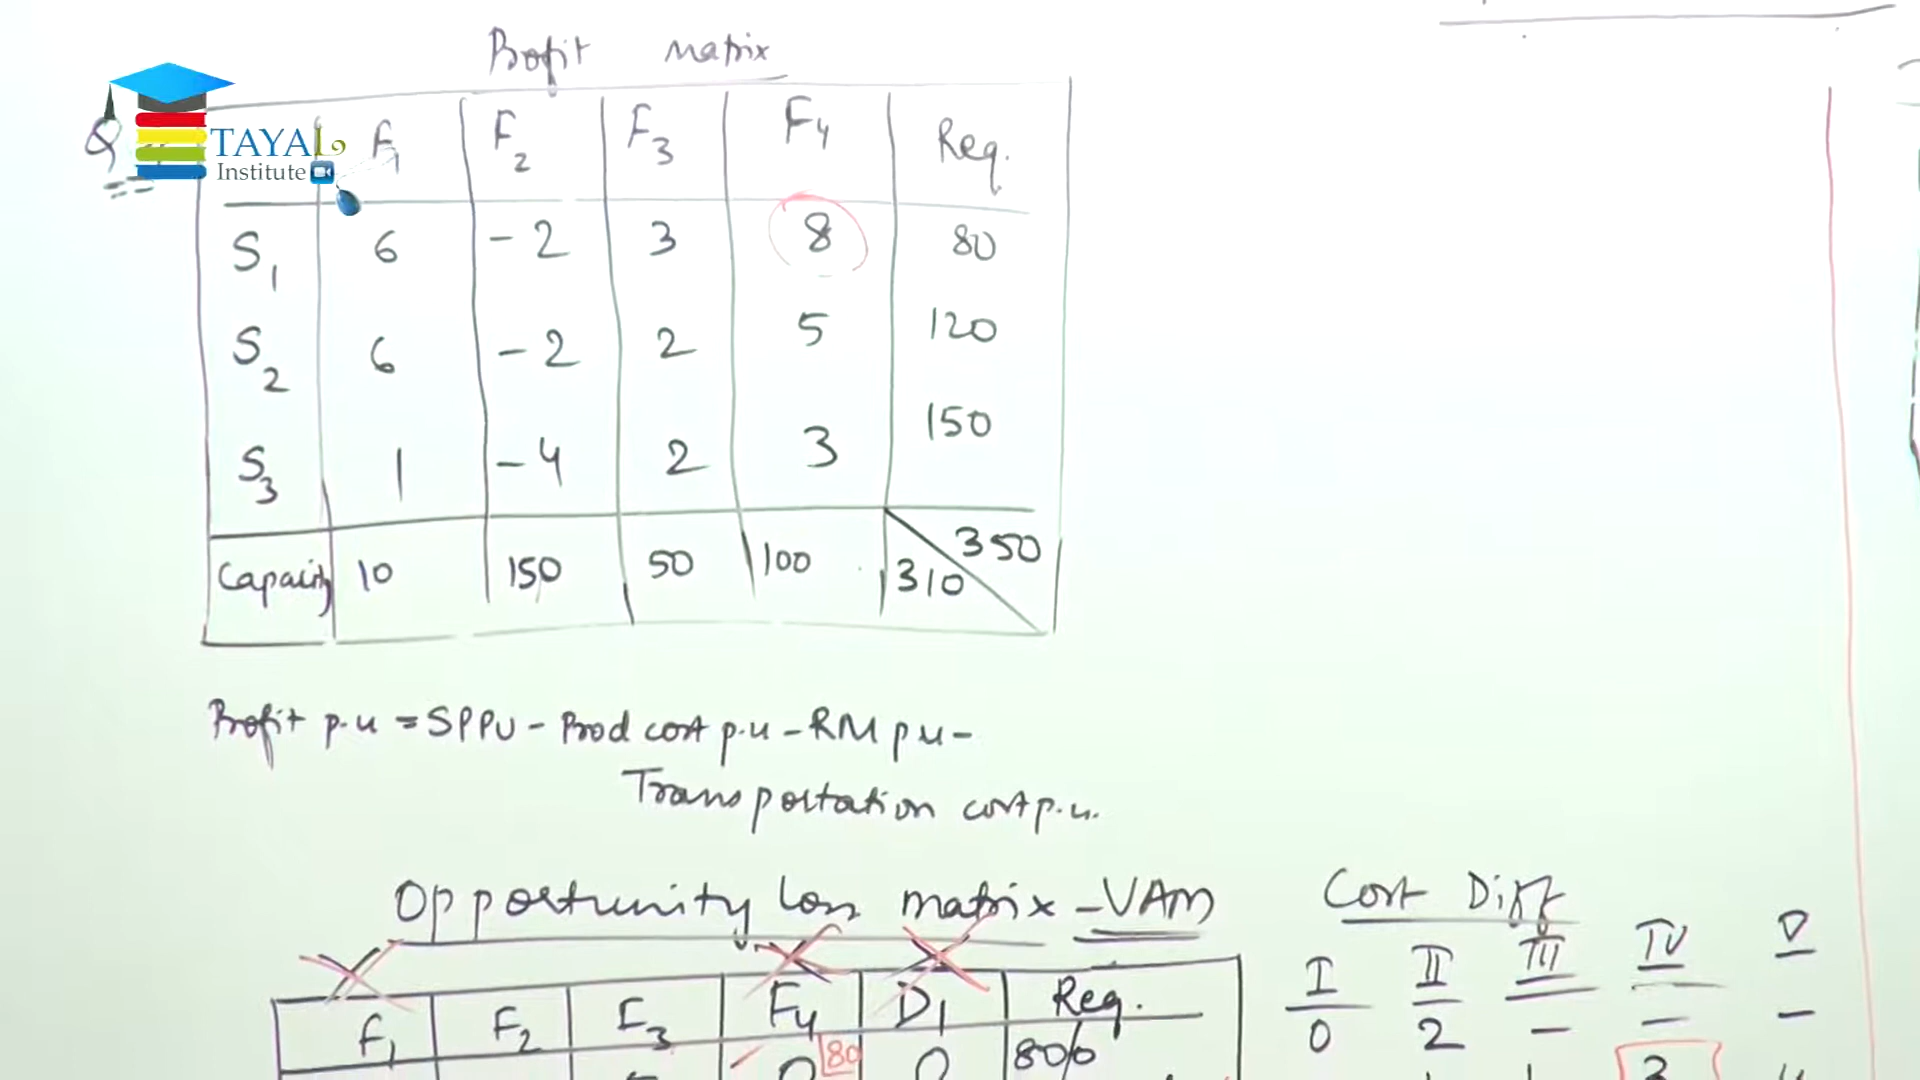 Profit matrix
Q TAYAL F1 F2 F3 F4 Req.
Institute
S1 6 -2 3 8 80
S2 6 -2 2 5 120
S3 1 -4 2 3 150
Capacity 10 150 50 100 310 350
Profit p.u = SPPU - Prod cost p.u - RM p u -
Transportation cost p.u.
Opportunity loss matrix - VAM Cost Diff
I II III IV V
F1 F2 F3 F4 D1 Req.
80 0 0 80/0 0 2 - - -